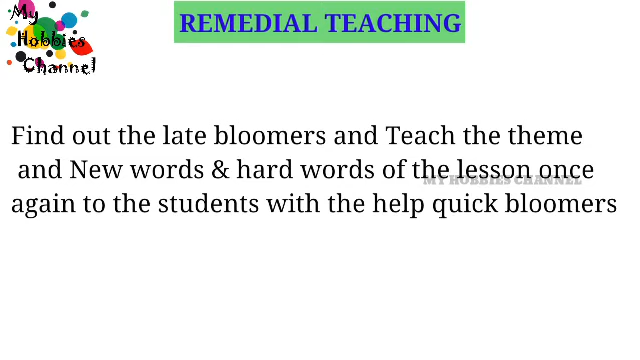 My
Hobbies
Channel
REMEDIAL TEACHING
Find out the late bloomers and Teach the theme
and New words & hard words of the lesson once
MY HOBBIES CHANNEL
again to the students with the help quick bloomers